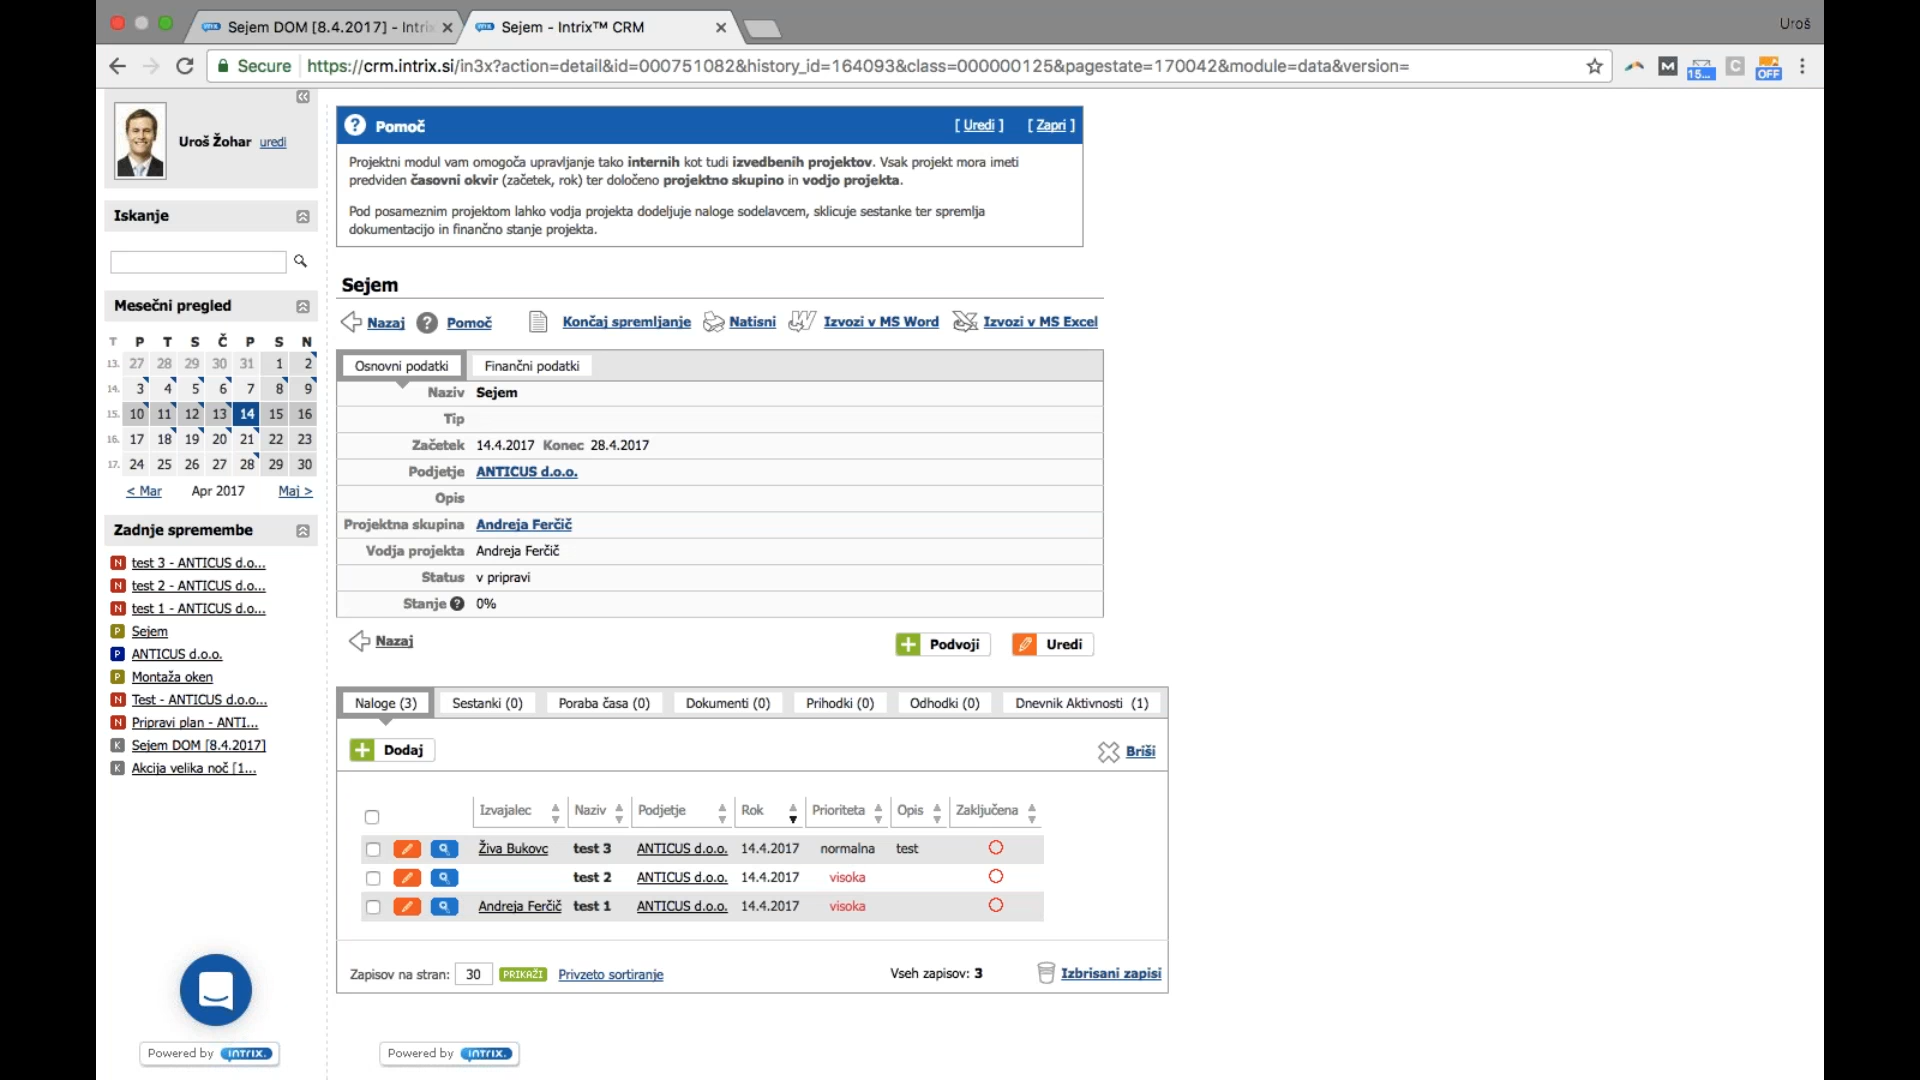 Sejem DOM [8.4.2017] - Intri
Sejem - Intrix™ CRM
Uroš
Secure
https://crm.intrix.si/in3x?action=detail&id=000751082&history_id=164093&class=000000125&pagestate=170042&module=data&version=
M
15...
C
OFF
Uroš Žohar uredi
Iskanje
Mesečni pregled
T P T S Č P S N
13. 27 28 29 30 31 1 2
14. 3 4 5 6 7 8 9
15. 10 11 12 13 14 15 16
16. 17 18 19 20 21 22 23
17. 24 25 26 27 28 29 30
< Mar Apr 2017 Maj >
Zadnje spremembe
N test 3 - ANTICUS d.o...
N test 2 - ANTICUS d.o...
N test 1 - ANTICUS d.o...
P Sejem
P ANTICUS d.o.o.
P Montaža oken
N Test - ANTICUS d.o.o...
N Pripravi plan - ANTI...
K Sejem DOM [8.4.2017]
K Akcija velika noč [1...
Powered by INTRIX.
? Pomoč [ Uredi ] [ Zapri ]
Projektni modul vam omogoča upravljanje tako internih kot tudi izvedbenih projektov. Vsak projekt mora imeti
predviden časovni okvir (začetek, rok) ter določeno projektno skupino in vodjo projekta.
Pod posameznim projektom lahko vodja projekta dodeljuje naloge sodelavcem, sklicuje sestanke ter spremlja
dokumentacijo in finančno stanje projekta.
Sejem
Nazaj ? Pomoč Končaj spremljanje Natisni Izvozi v MS Word Izvozi v MS Excel
Osnovni podatki Finančni podatki
Naziv Sejem
Tip
Začetek 14.4.2017 Konec 28.4.2017
Podjetje ANTICUS d.o.o.
Opis
Projektna skupina Andreja Ferčič
Vodja projekta Andreja Ferčič
Status v pripravi
Stanje ? 0%
Nazaj Podvoji Uredi
Naloge (3) Sestanki (0) Poraba časa (0) Dokumenti (0) Prihodki (0) Odhodki (0) Dnevnik Aktivnosti (1)
Dodaj Briši
Izvajalec Naziv Podjetje Rok Prioriteta Opis Zaključena
Živa Bukovc test 3 ANTICUS d.o.o. 14.4.2017 normalna test
test 2 ANTICUS d.o.o. 14.4.2017 visoka
Andreja Ferčič test 1 ANTICUS d.o.o. 14.4.2017 visoka
Zapisov na stran: 30 PRIKAŽI Privzeto sortiranje Vseh zapisov: 3 Izbrisani zapisi
Powered by INTRIX.